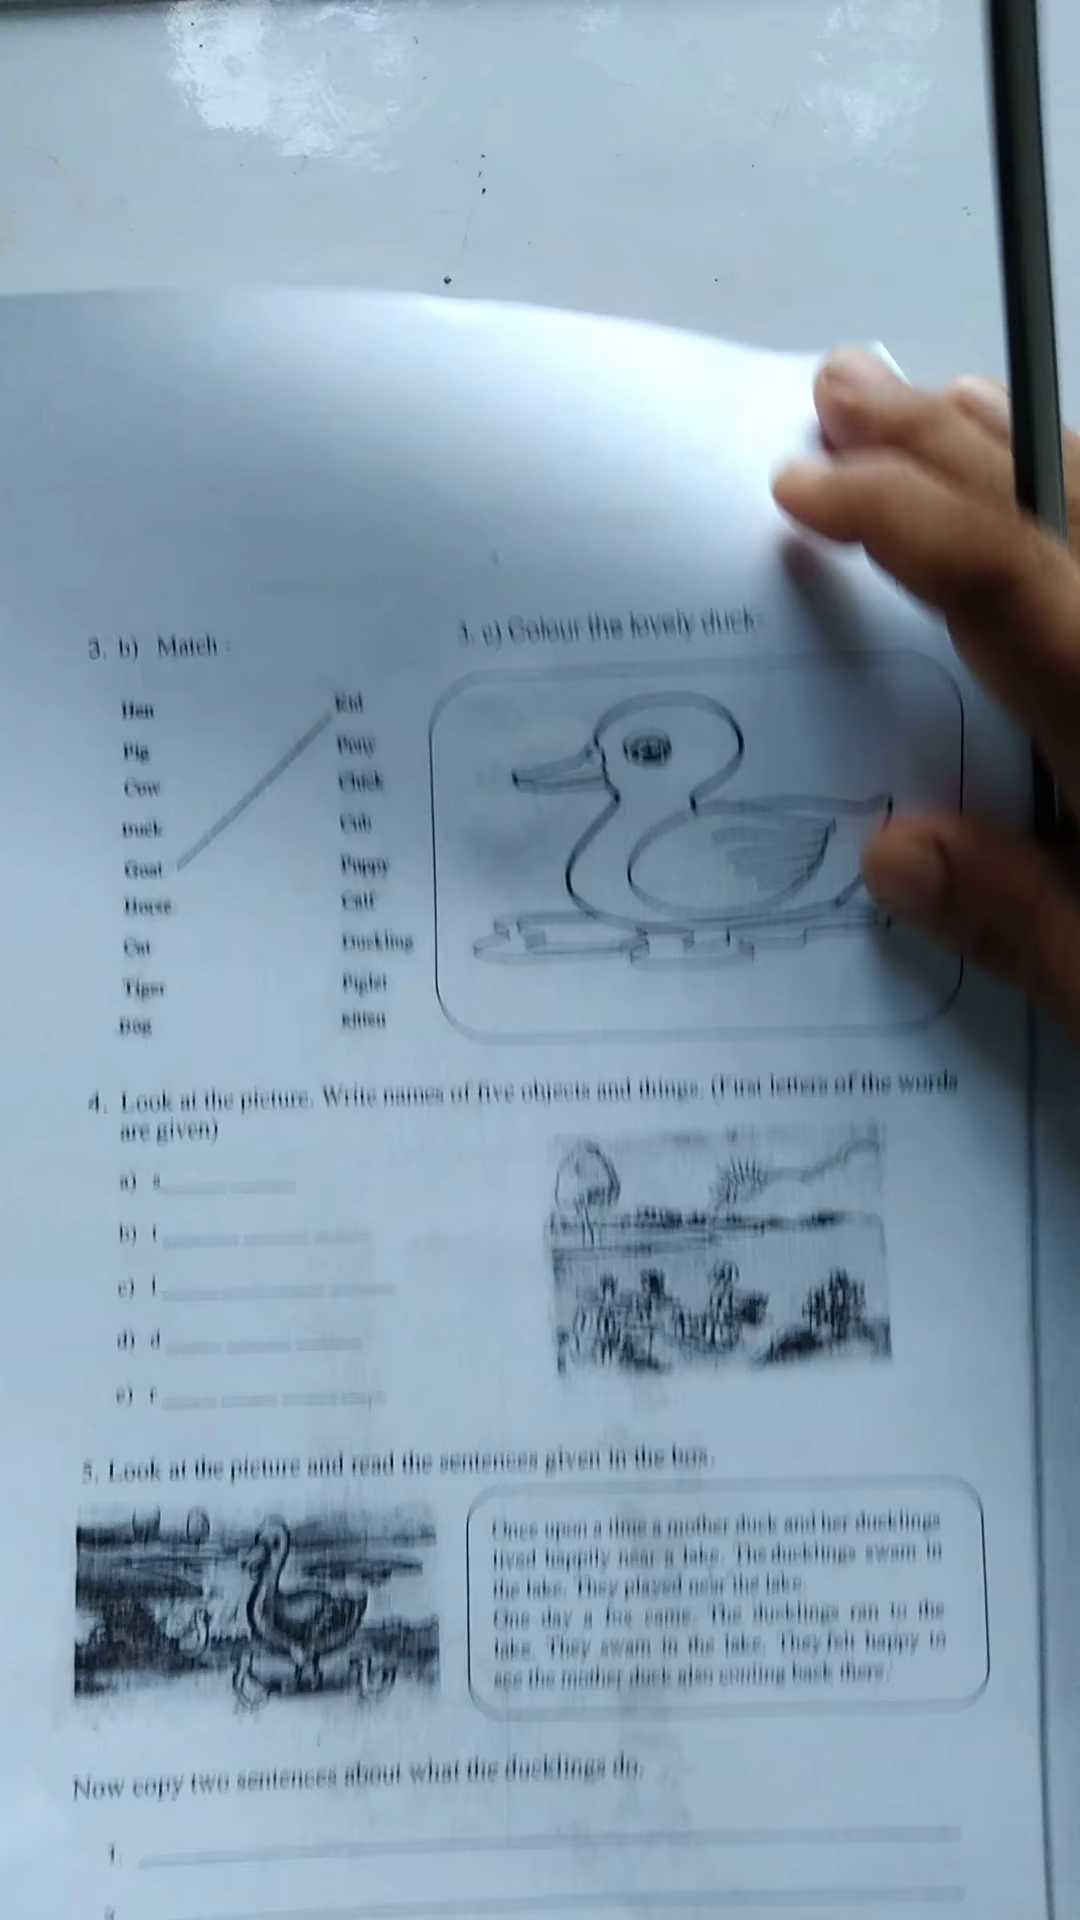 3. b) Match :
3. c) Colour the lovely duck
Hen Kid
Pig Pony
Cow Chick
Duck Cub
Goat Puppy
Horse Calf
Cat Duckling
Tiger Piglet
Dog Kitten
4. Look at the picture. Write names of five objects and things. (First letters of the words
are given)
a) s
b) t
c) l
d) d
e) f
5. Look at the picture and read the sentences given in the box.
Once upon a time a mother duck and her ducklings
lived happily near a lake. The ducklings swam in
the lake. They played near the lake.
One day a fox came. The ducklings ran to the
lake. They swam in the lake. They felt happy to
see the mother duck also coming back there.
Now copy two sentences about what the ducklings do.
1.